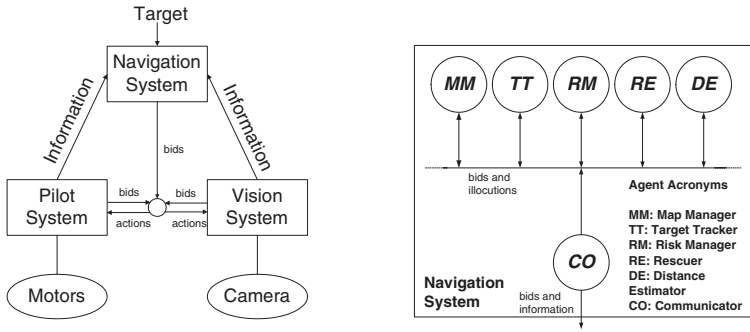 Target
Navigation
System
Information
Information
bids
Pilot
System
bids
bids
Vision
System
actions
actions
Motors
Camera
MM
TT
RM
RE
DE
bids and
illocutions
Agent Acronyms
MM: Map Manager
TT: Target Tracker
RM: Risk Manager
RE: Rescuer
DE: Distance
Estimator
CO: Communicator
CO
Navigation
System
bids and
information